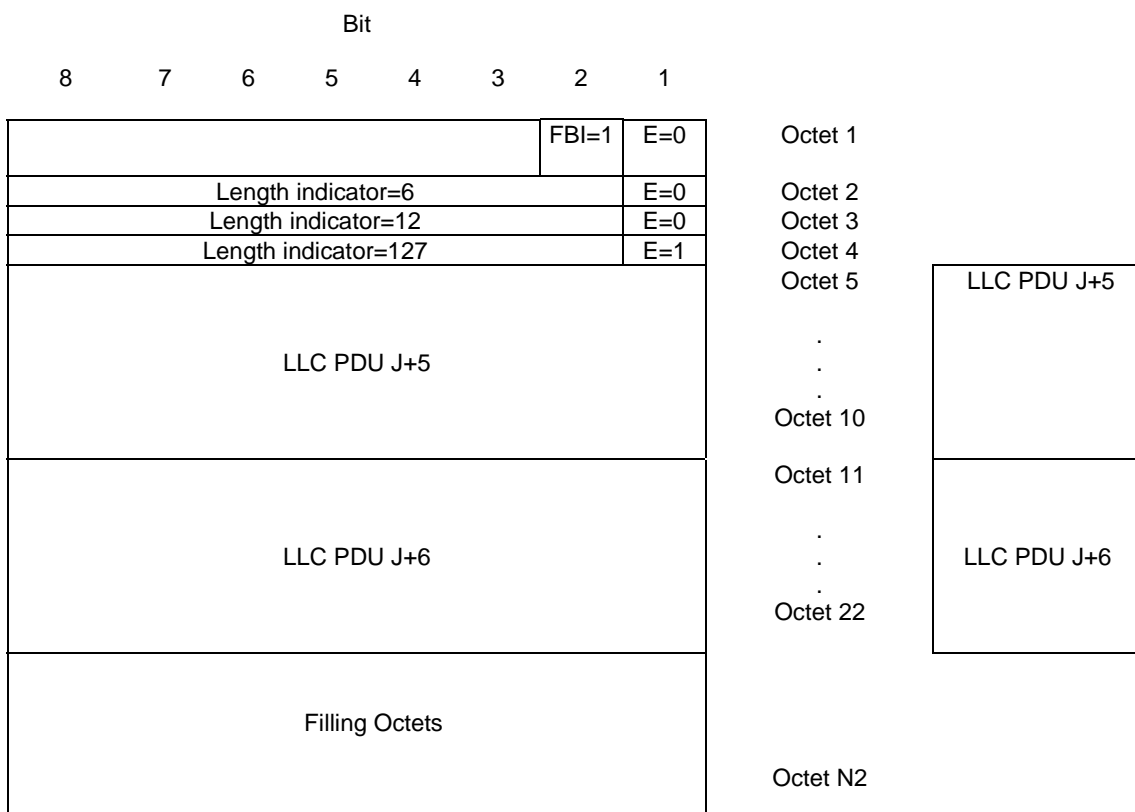 Bit
8 7 6 5 4 3 2 1
FBI=1 E=0 Octet 1
Length indicator=6 E=0 Octet 2
Length indicator=12 E=0 Octet 3
Length indicator=127 E=1 Octet 4
Octet 5 LLC PDU J+5
.
LLC PDU J+5 .
.
Octet 10
Octet 11
.
LLC PDU J+6 . LLC PDU J+6
.
Octet 22
Filling Octets
Octet N2